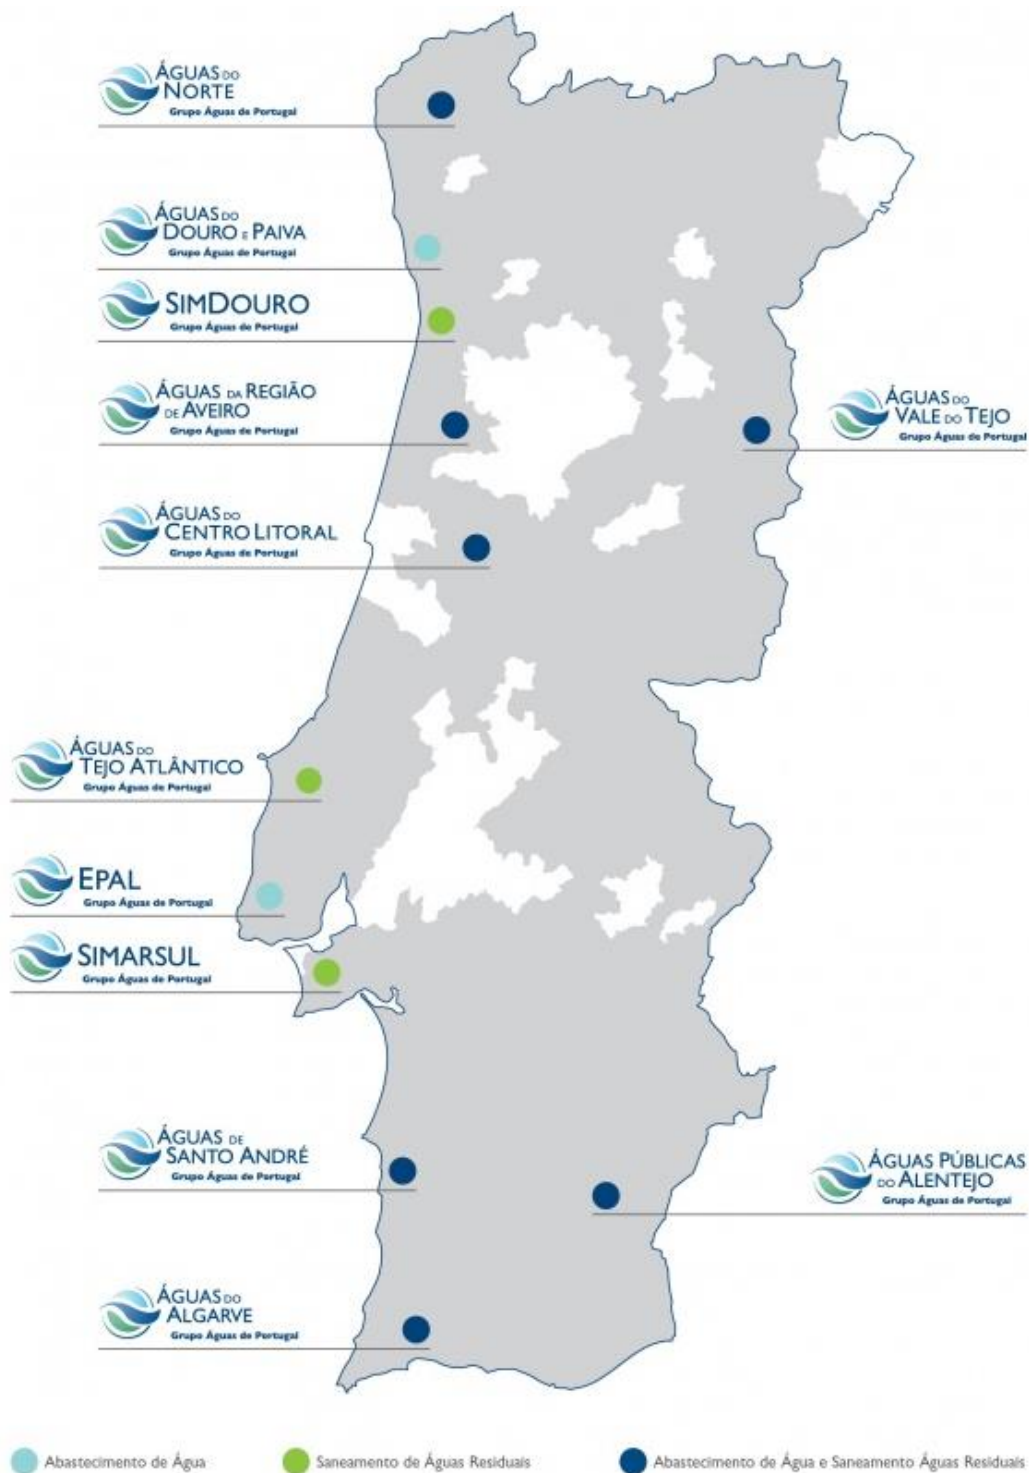 ÁGUAS DO
NORTE
Grupo Águas de Portugal
ÁGUAS DO
DOURO E PAIVA
Grupo Águas de Portugal
SIMDOURO
Grupo Águas de Portugal
ÁGUAS DA REGIÃO
DE AVEIRO
Grupo Águas de Portugal
ÁGUAS DO
VALE DO TEJO
Grupo Águas de Portugal
ÁGUAS DO
CENTRO LITORAL
Grupo Águas de Portugal
ÁGUAS DO
TEJO ATLÂNTICO
Grupo Águas de Portugal
EPAL
Grupo Águas de Portugal
SIMARSUL
Grupo Águas de Portugal
ÁGUAS DE
SANTO ANDRÉ
Grupo Águas de Portugal
ÁGUAS PÚBLICAS
DO ALENTEJO
Grupo Águas de Portugal
ÁGUAS DO
ALGARVE
Grupo Águas de Portugal
Abastecimento de Água
Saneamento de Águas Residuais
Abastecimento de Água e Saneamento Águas Residuais